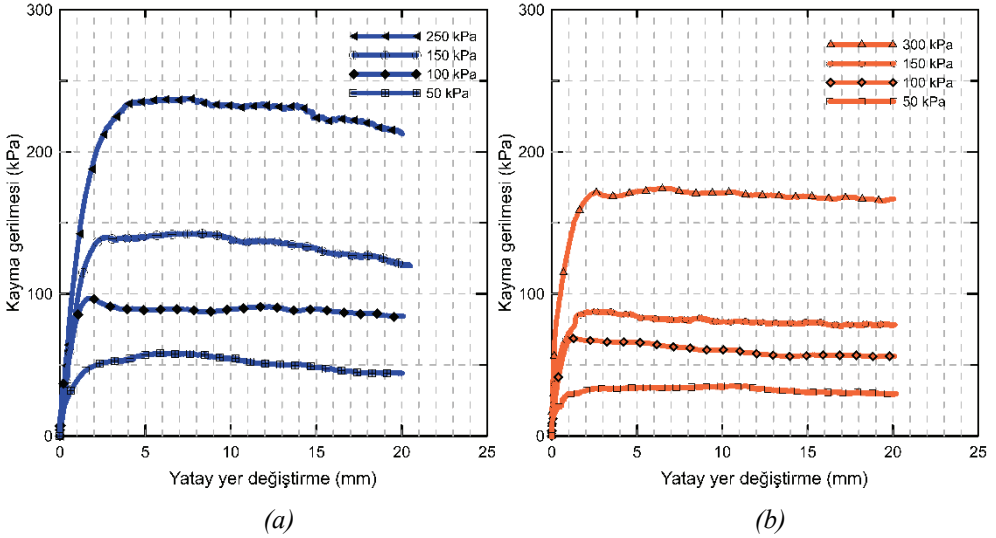 300
250 kPa
150 kPa
100 kPa
50 kPa
200
100
0
0 5 10 15 20 25
Kayma gerilmesi (kPa)
Yatay yer değiştirme (mm)
(a)
300
300 kPa
150 kPa
100 kPa
50 kPa
200
100
0
0 5 10 15 20 25
Kayma gerilmesi (kPa)
Yatay yer değiştirme (mm)
(b)